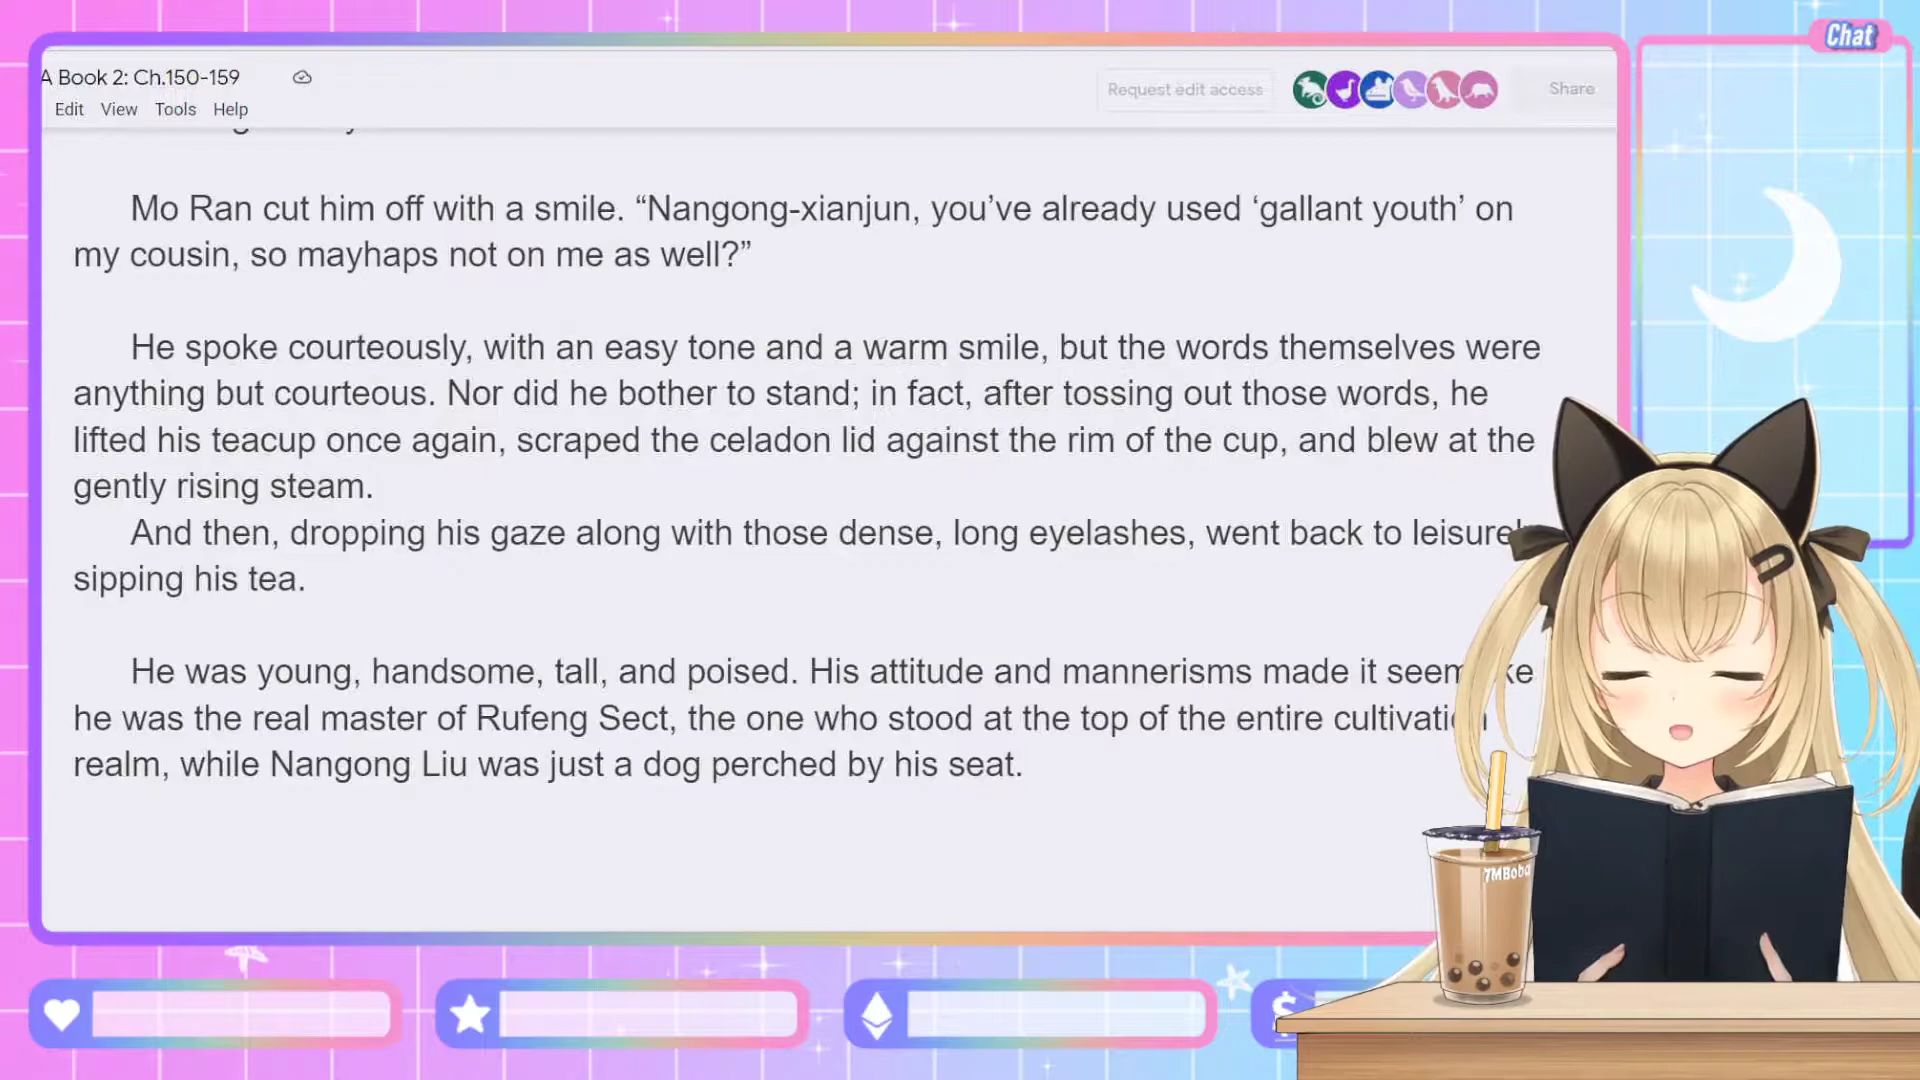 Chat
A Book 2: Ch.150-159
Request edit access
Share
Edit View Tools Help
Mo Ran cut him off with a smile. “Nangong-xianjun, you’ve already used ‘gallant youth’ on
my cousin, so mayhaps not on me as well?”
He spoke courteously, with an easy tone and a warm smile, but the words themselves were
anything but courteous. Nor did he bother to stand; in fact, after tossing out those words, he
lifted his teacup once again, scraped the celadon lid against the rim of the cup, and blew at the
gently rising steam.
And then, dropping his gaze along with those dense, long eyelashes, went back to
sipping his tea.
He was young, handsome, tall, and poised. His attitude and mannerisms made it
he was the real master of Rufeng Sect, the one who stood at the top of the entire
realm, while Nangong Liu was just a dog perched by his seat.
7MBoba
$